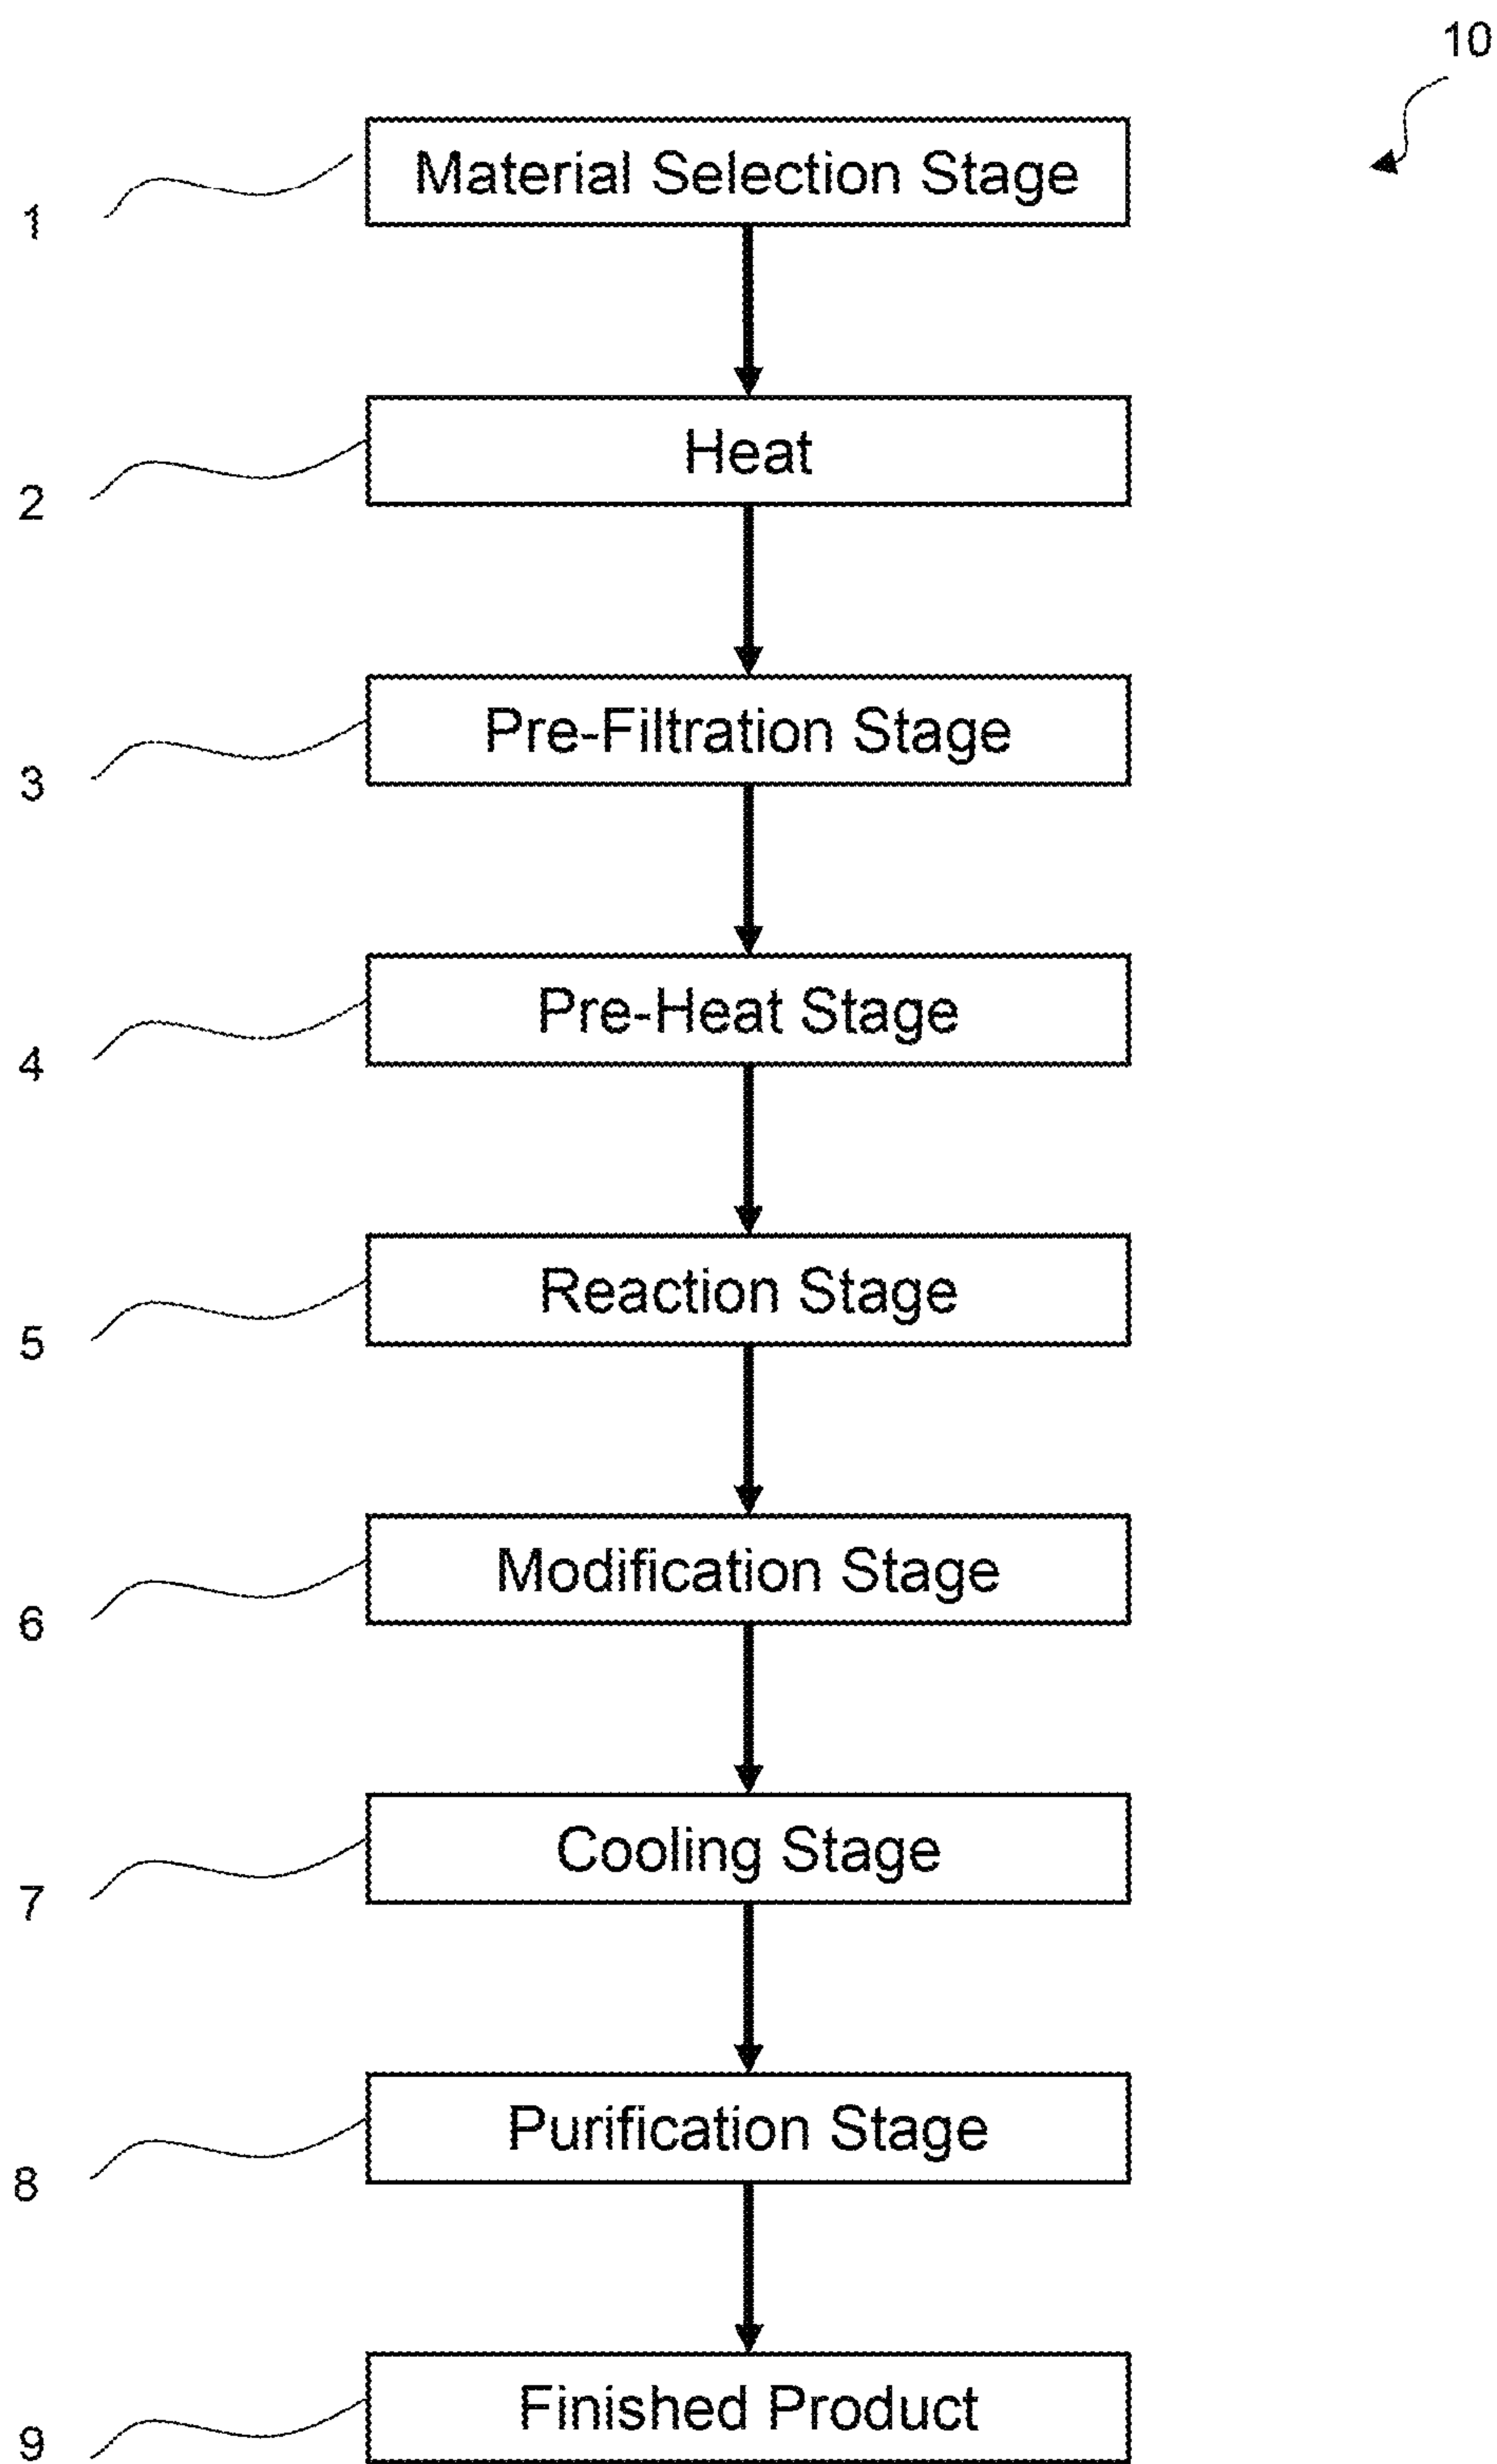 10
Material Selection Stage
1
Heat
2
Pre-Filtration Stage
3
Pre-Heat Stage
4
Reaction Stage
5
Modification Stage
6
Cooling Stage
7
Purification Stage
8
Finished Product
9